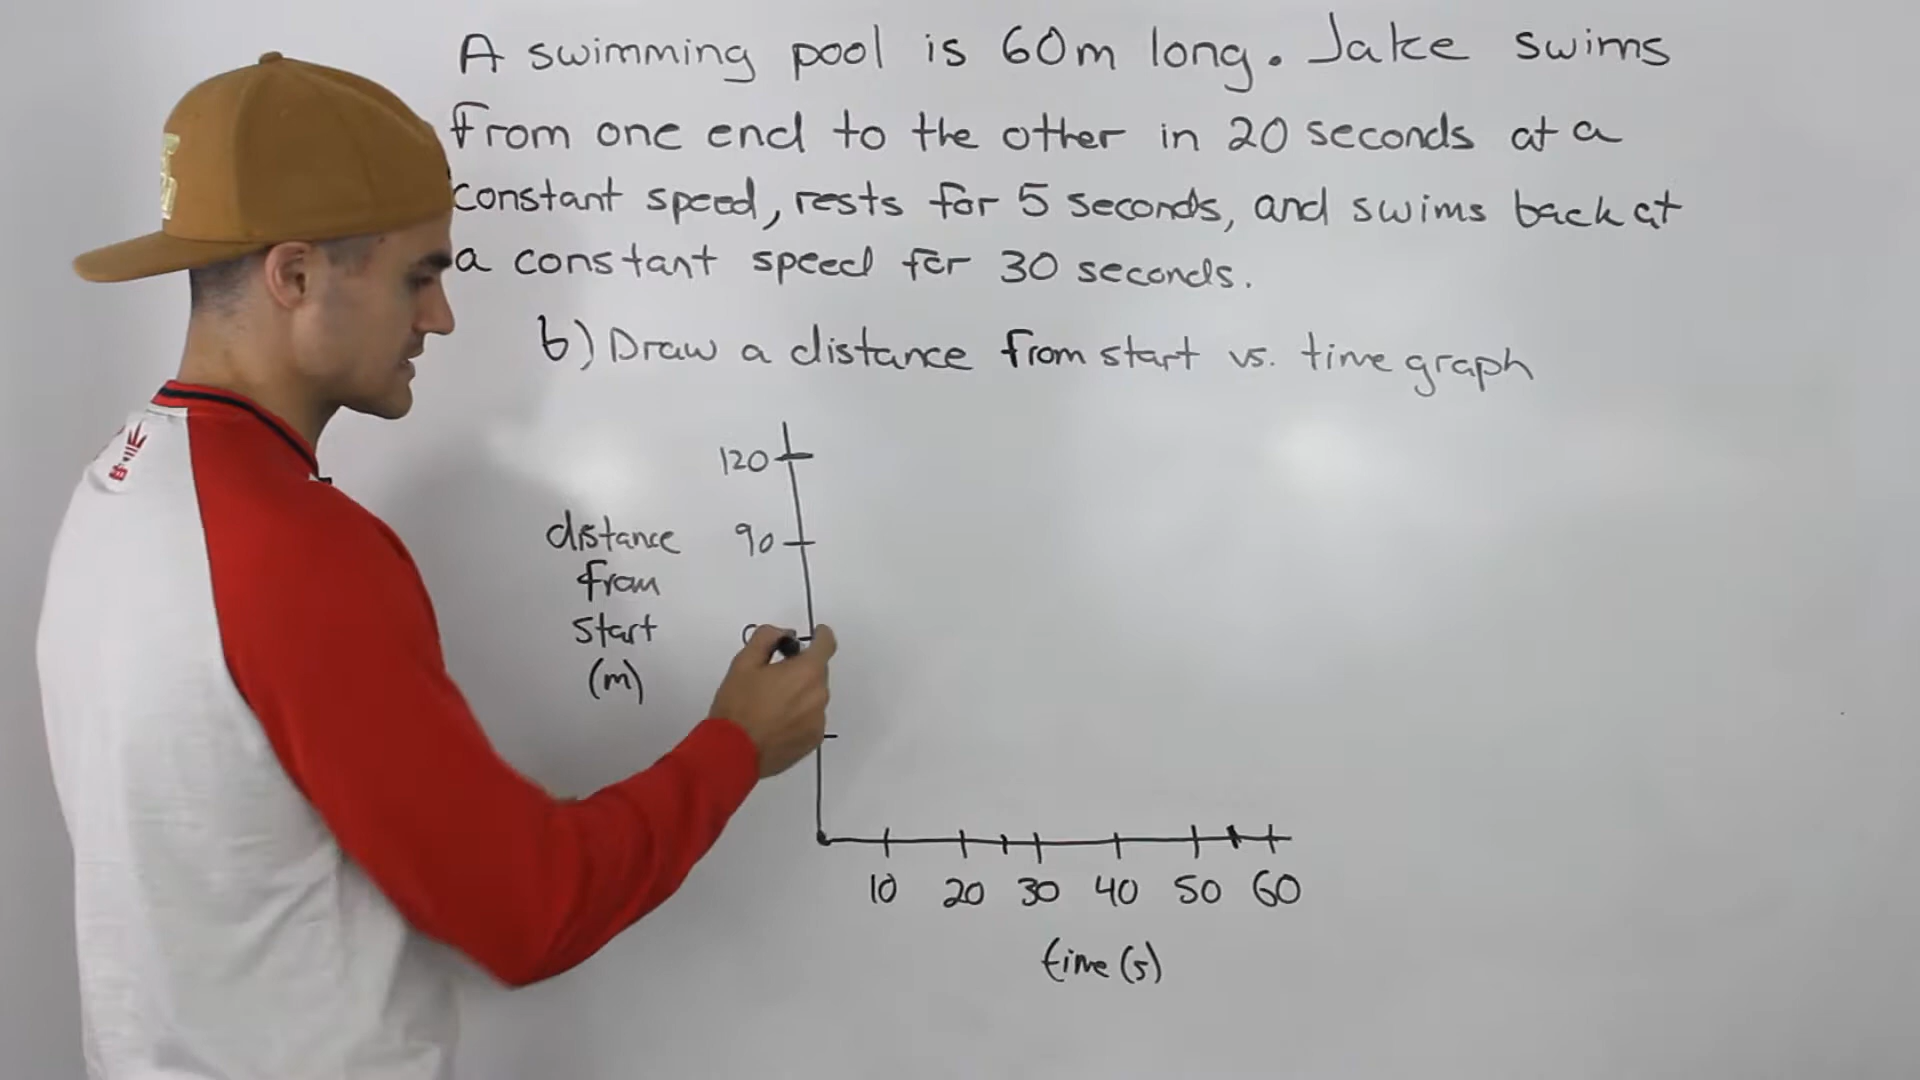 A swimming pool is 60m long. Jake swims
from one end to the other in 20 seconds at a
constant speed, rests for 5 seconds, and swims back at
a constant speed for 30 seconds.
b) Draw a distance from start vs. time graph
120
90
distance
from
start
(m)
10 20 30 40 50 60
time (s)